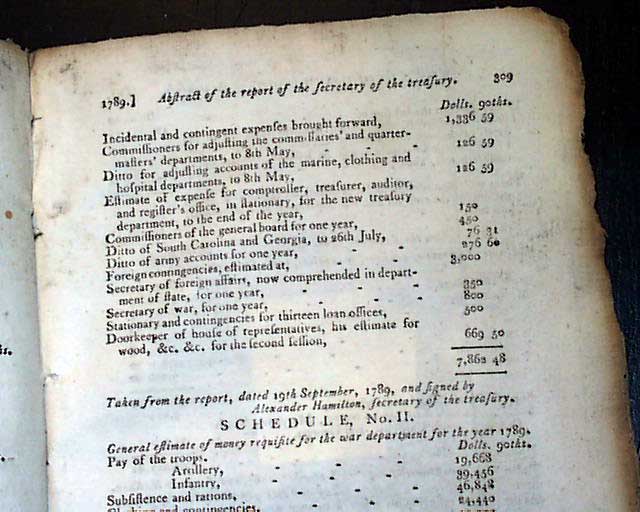 1789.] Abſtract of the report of the ſecretary of the treaſury. 309
Dolls. 90ths.
Incidental and contingent expenſes brought forward, 1,336 59
Commiſſioners for adjuſting the commiſſaries' and quarter-
maſters' departments, to 8th May, 126 59
Ditto for adjuſting accounts of the marine, clothing and
hoſpital departments, to 8th May, 126 59
Eſtimate of expenſe for comptroller, treaſurer, auditor,
and regiſter's office, in ſtationary, for the new treaſury
department, to the end of the year, 150
Commiſſioners of the general board for one year, 450
Ditto of South Carolina and Georgia, to 26th July, 76 31
Ditto of army accounts for one year, 276 60
Foreign contingencies, eſtimated at, 3,000
Secretary of foreign affairs, now comprehended in depart-
ment of ſtate, for one year, 350
Secretary of war, for one year, 800
Stationary and contingencies for thirteen loan offices, 500
Doorkeeper of houſe of repreſentatives, his eſtimate for
wood, &c. &c. for the ſecond ſeſſion, 669 50
7,862 48
Taken from the report, dated 19th September, 1789, and ſigned by
Alexander Hamilton, ſecretary of the treaſury.
SCHEDULE, No. II.
General eſtimate of money requiſite for the war department for the year 1789.
Dolls. 90ths.
Pay of the troops.
Artillery, 19,668
Infantry, 39,456
Subſiſtence and rations, 46,848
contingencies, 24,440